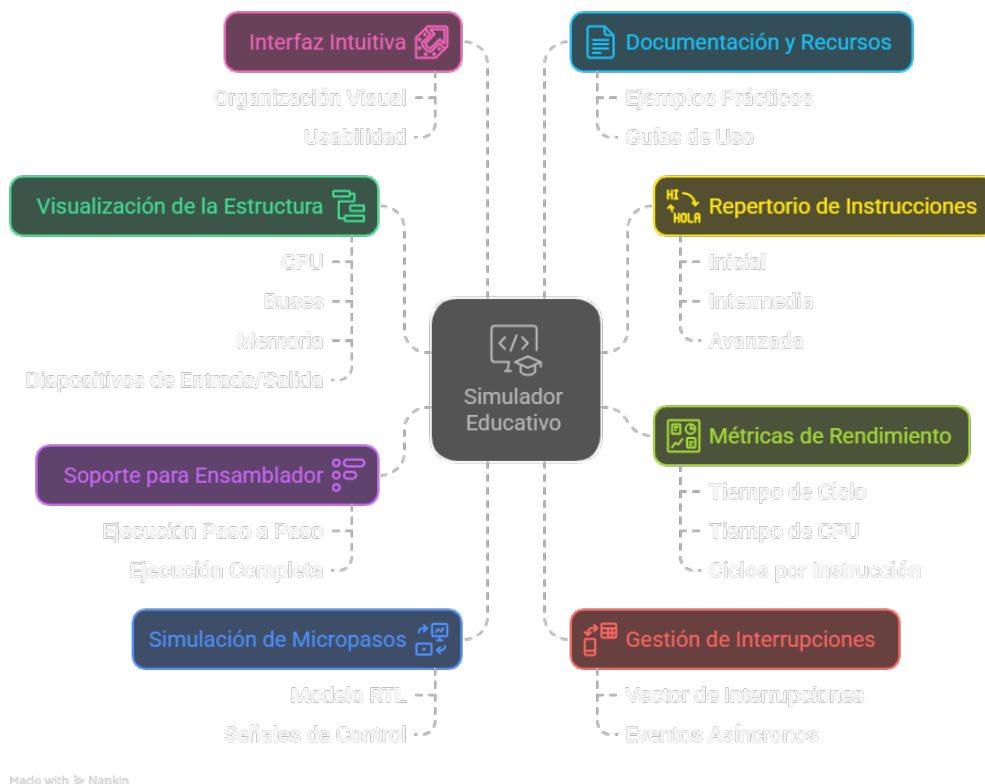 Interfaz Intuitiva
Organización Visual
Usabilidad
Documentación y Recursos
Ejemplos Prácticos
Guías de Uso
Visualización de la Estructura
CPU
Buses
Memoria
Dispositivos de Entrada/Salida
HI
HOLA
Repertorio de Instrucciones
Inicial
Intermedia
Avanzada
</>
Simulador
Educativo
Soporte para Ensamblador
Ejecución Paso a Paso
Ejecución Completa
Métricas de Rendimiento
Tiempo de Ciclo
Tiempo de CPU
Ciclos por Instrucción
Simulación de Micropasos
Modelo RTL
Señales de Control
Gestión de Interrupciones
Vector de Interrupciones
Eventos Asíncronos
Made with Napkin